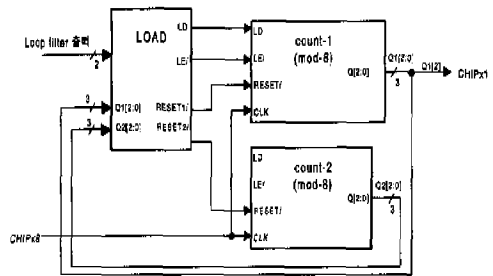 Loop filter 출력
2
LOAD
LD
LE/
RESET1/
RESET2/
3
Q1[2:0]
3
Q2[2:0]
LD
LE/
RESET/
CLK
count-1
(mod-8)
Q[2:0]
Q1[2:0]
3
Q1[2]
CHIPx1
LD
LE/
RESET/
CLK
count-2
(mod-8)
Q[2:0]
Q2[2:0]
3
CHIPx8